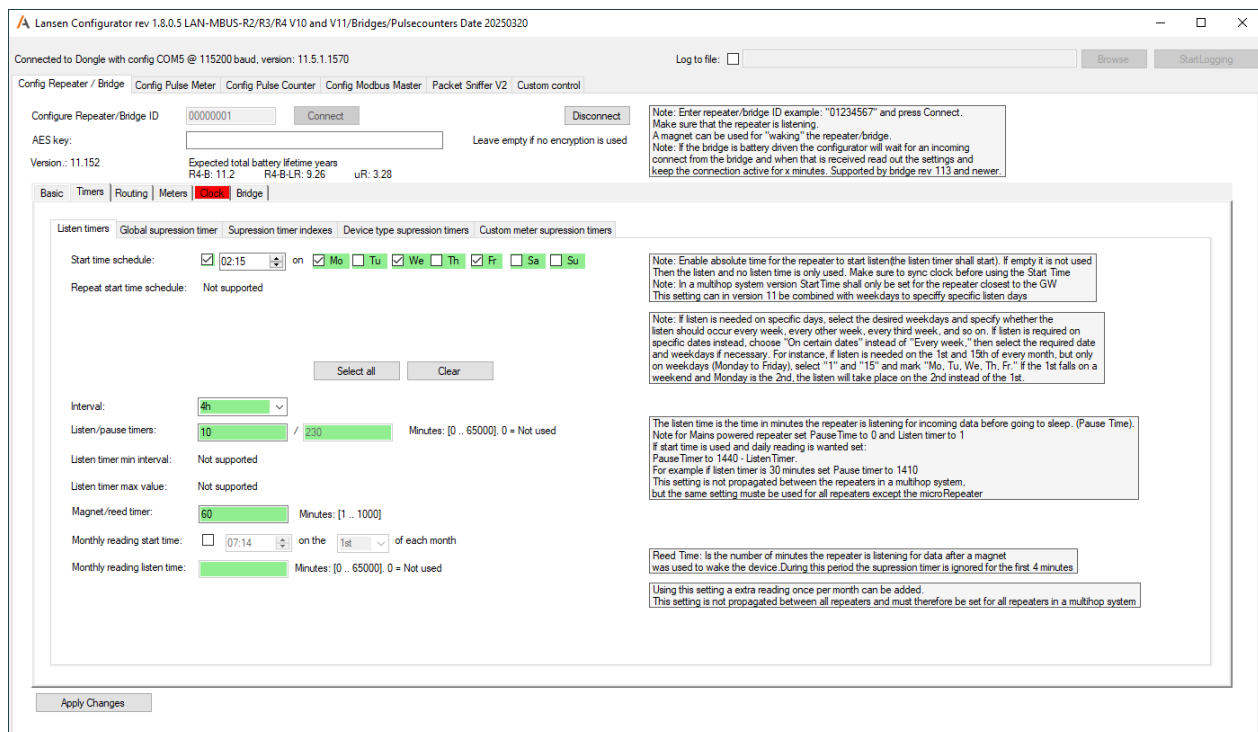 Lansen Configurator rev 1.8.0.5 LAN-MBUS-R2/R3/R4 V10 and V11/Bridges/Pulsecounters Date 20250320
Connected to Dongle with config COM5 @ 115200 baud, version: 11.5.1.1570
Log to file:
Browse
StartLogging
Config Repeater / Bridge
Config Pulse Meter
Config Pulse Counter
Config Modbus Master
Packet Sniffer V2
Custom control
Configure Repeater/Bridge ID
00000001
Connect
Disconnect
AES key:
Leave empty if no encryption is used
Version.: 11.152
Expected total battery lifetime years
R4-B: 11.2 R4-B-LR: 9.26 uR: 3.28
Note: Enter repeater/bridge ID example: "01234567" and press Connect.
Make sure that the repeater is listening.
A magnet can be used for "waking" the repeater/bridge.
Note: If the bridge is battery driven the configurator will wait for an incoming
connect from the bridge and when that is received read out the settings and
keep the connection active for x minutes. Supported by bridge rev 113 and newer.
Basic
Timers
Routing
Meters
Clock
Bridge
Listen timers
Global supression timer
Supression timer indexes
Device type supression timers
Custom meter supression timers
Start time schedule:
02:15
on
Mo
Tu
We
Th
Fr
Sa
Su
Repeat start time schedule: Not supported
Note: Enable absolute time for the repeater to start listen(the listen timer shall start). If empty it is not used
Then the listen and no listen time is only used. Make sure to sync clock before using the Start Time
Note: In a multihop system version StartTime shall only be set for the repeater closest to the GW
This setting can in version 11 be combined with weekdays to speciffy specific listen days
Note: If listen is needed on specific days, select the desired weekdays and specify whether the
listen should occur every week, every other week, every third week, and so on. If listen is required on
specific dates instead, choose "On certain dates" instead of "Every week," then select the required date
and weekdays if necessary. For instance, if listen is needed on the 1st and 15th of every month, but only
on weekdays (Monday to Friday), select "1" and "15" and mark "Mo, Tu, We, Th, Fr." If the 1st falls on a
weekend and Monday is the 2nd, the listen will take place on the 2nd instead of the 1st.
Select all
Clear
Interval:
4h
Listen/pause timers:
10
/
230
Minutes: [0 .. 65000]. 0 = Not used
Listen timer min interval: Not supported
Listen timer max value: Not supported
The listen time is the time in minutes the repeater is listening for incoming data before going to sleep. (Pause Time).
Note for Mains powered repeater set PauseTime to 0 and Listen timer to 1
If start time is used and daily reading is wanted set:
PauseTimer to 1440 - ListenTimer.
For example if listen timer is 30 minutes set Pause timer to 1410
This setting is not propagated between the repeaters in a multihop system,
but the same setting muste be used for all repeaters except the microRepeater
Magnet/reed timer:
60
Minutes: [1 .. 1000]
Monthly reading start time:
07:14
on the
1st
of each month
Monthly reading listen time:
Minutes: [0 .. 65000]. 0 = Not used
Reed Time: Is the number of minutes the repeater is listening for data after a magnet
was used to wake the device.During this period the supression timer is ignored for the first 4 minutes
Using this setting a extra reading once per month can be added.
This setting is not propagated between all repeaters and must therefore be set for all repeaters in a multihop system
Apply Changes